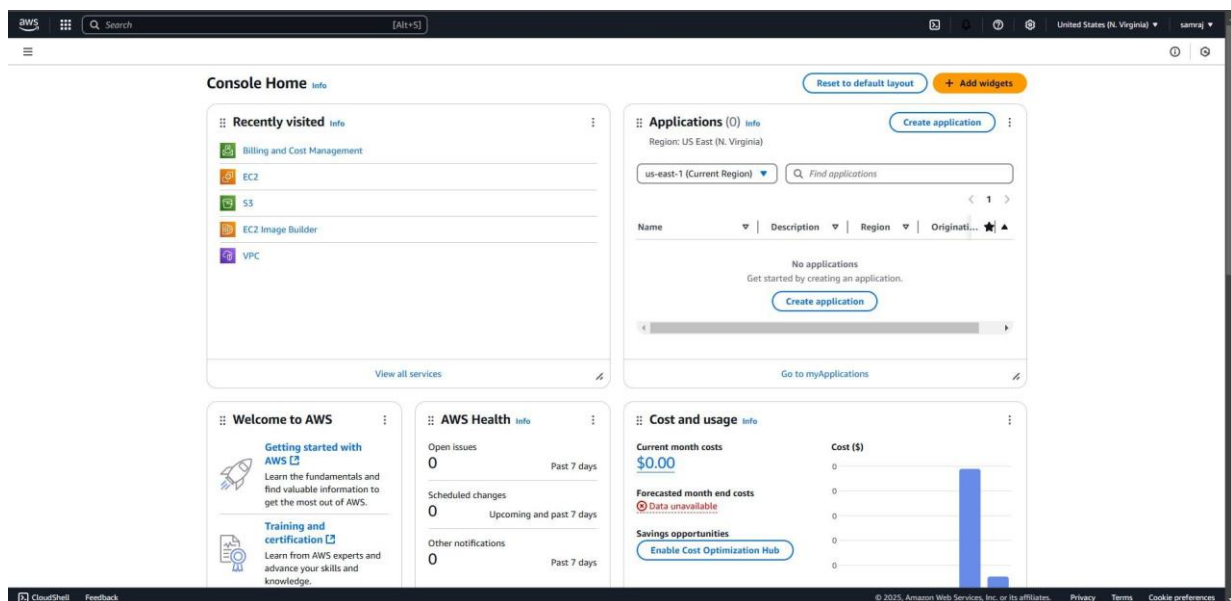 aws
Search [Alt+S]
United States (N. Virginia) ▼ samraj ▼
Console Home Info
Reset to default layout
+ Add widgets
Recently visited Info
Billing and Cost Management
EC2
S3
EC2 Image Builder
VPC
View all services
Applications (0) Info
Create application
Region: US East (N. Virginia)
us-east-1 (Current Region) ▼
Find applications
< 1 >
Name Description Region Originati...
No applications
Get started by creating an application.
Create application
Go to myApplications
Welcome to AWS
Getting started with
AWS
Learn the fundamentals and
find valuable information to
get the most out of AWS.
Training and
certification
Learn from AWS experts and
advance your skills and
knowledge.
AWS Health Info
Open issues
0 Past 7 days
Scheduled changes
0 Upcoming and past 7 days
Other notifications
0 Past 7 days
Cost and usage Info
Current month costs
$0.00
Forecasted month end costs
Data unavailable
Savings opportunities
Enable Cost Optimization Hub
Cost ($)
0
0
0
0
0
CloudShell Feedback
© 2025, Amazon Web Services, Inc. or its affiliates. Privacy Terms Cookie preferences